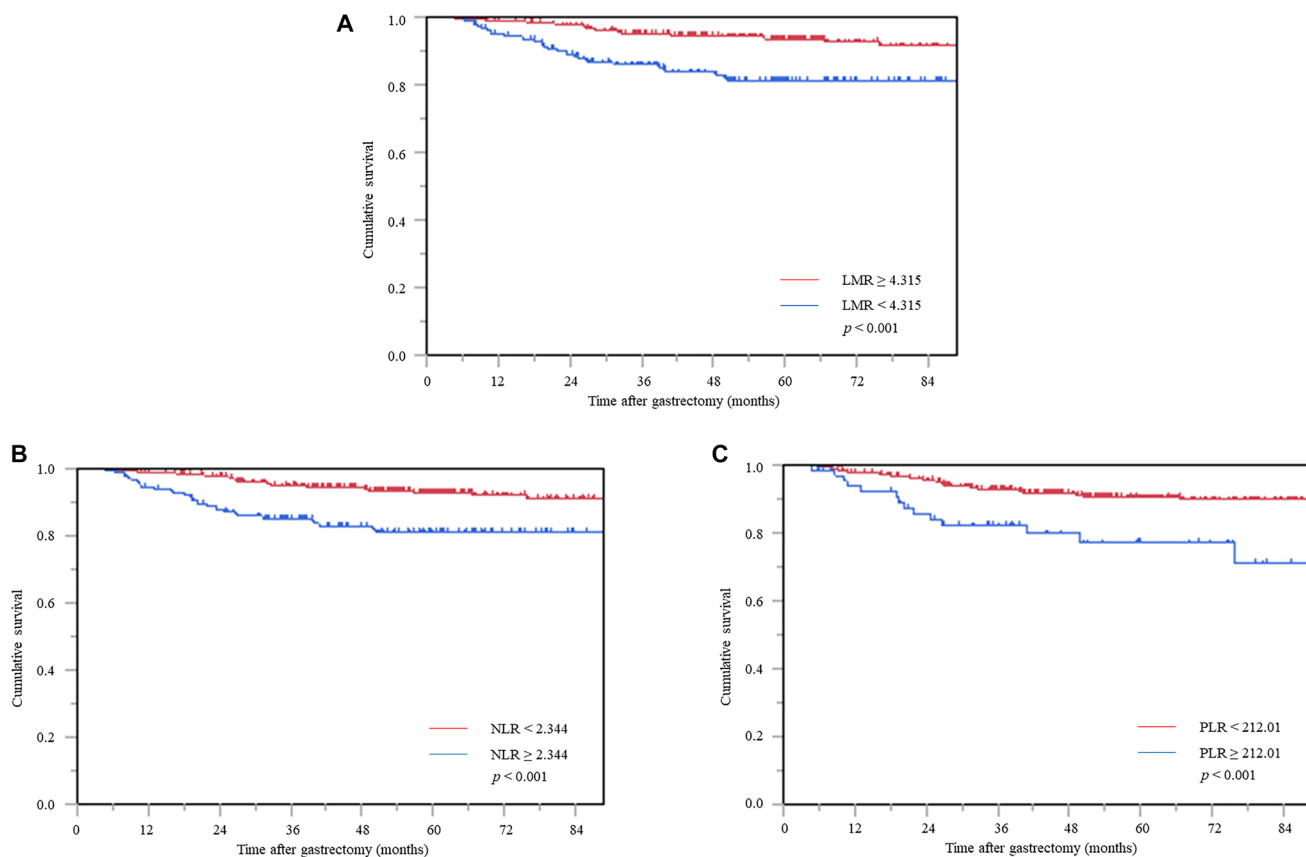 A
Cumulative survival
1.0
0.8
0.6
0.4
0.2
0.0
LMR ≥ 4.315
LMR < 4.315
p < 0.001
0 12 24 36 48 60 72 84
Time after gastrectomy (months)
B
Cumulative survival
1.0
0.8
0.6
0.4
0.2
0.0
NLR < 2.344
NLR ≥ 2.344
p < 0.001
0 12 24 36 48 60 72 84
Time after gastrectomy (months)
C
Cumulative survival
1.0
0.8
0.6
0.4
0.2
0.0
PLR < 212.01
PLR ≥ 212.01
p < 0.001
0 12 24 36 48 60 72 84
Time after gastrectomy (months)